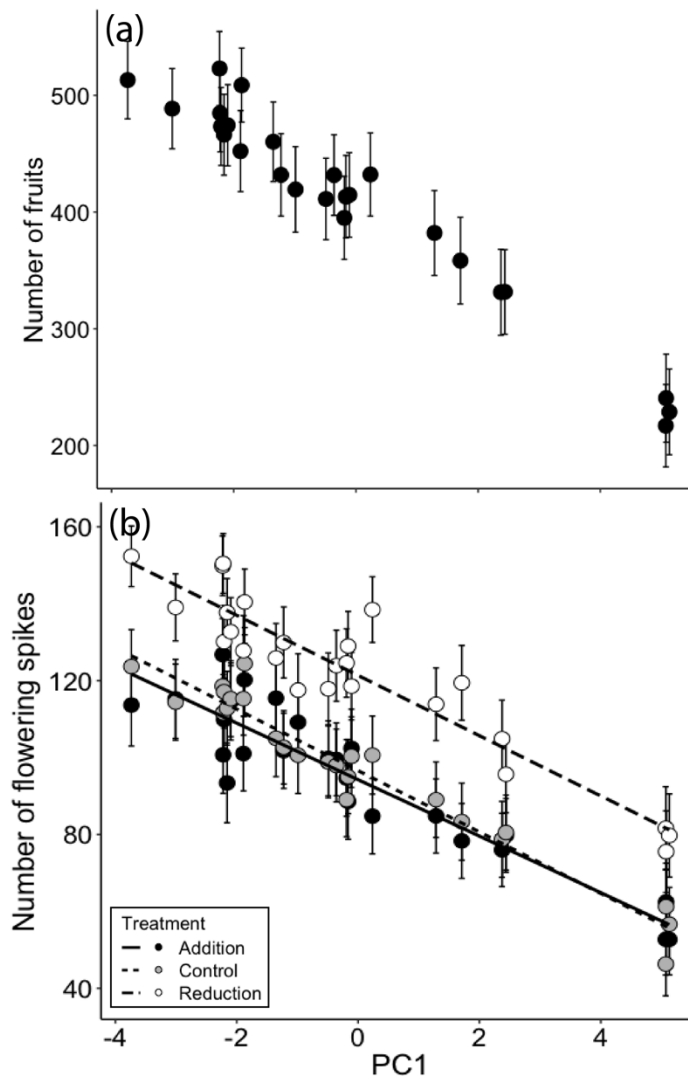 (a)
Number of fruits
500
400
300
200
(b)
Number of flowering spikes
160
120
80
40
Treatment
Addition
Control
Reduction
-4
-2
0
2
4
PC1